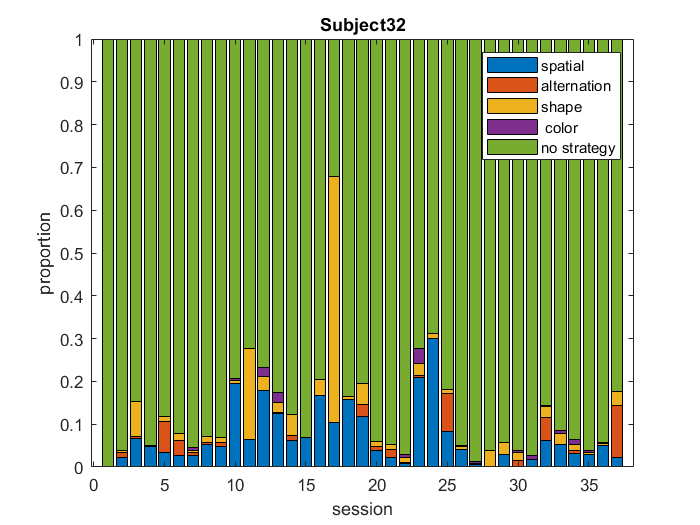 Subject32
1
0.9
0.8
0.7
0.6
0.5
0.4
0.3
0.2
0.1
0
proportion
spatial
alternation
shape
color
no strategy
0 5 10 15 20 25 30 35
session